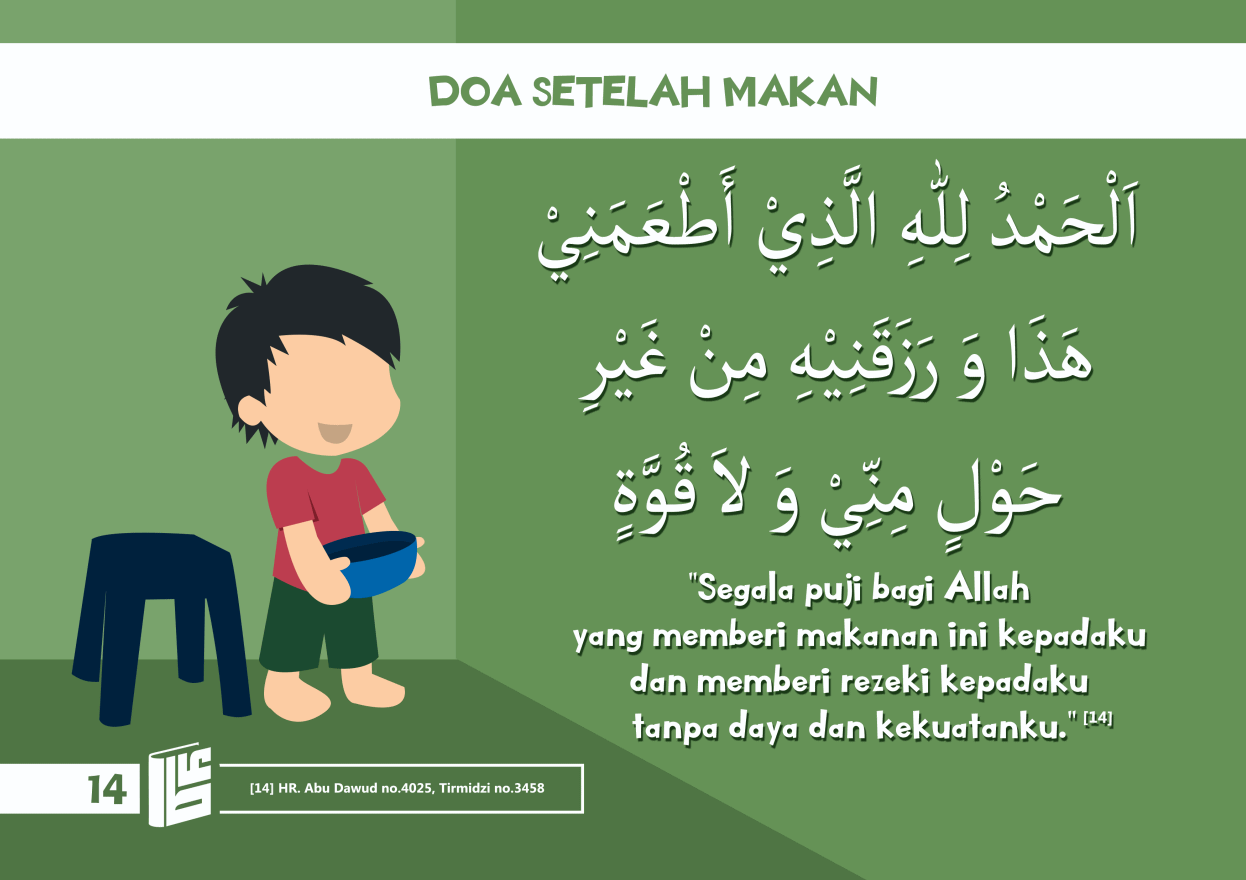 DOA SETELAH MAKAN
اَلْحَمْدُ لِلّٰهِ الَّذِيْ أَطْعَمَنِيْ
هَذَا وَ رَزَقَنِيْهِ مِنْ غَيْرِ
حَوْلٍ مِنِّيْ وَ لاَ قُوَّةٍ
"Segala puji bagi Allah
yang memberi makanan ini kepadaku
dan memberi rezeki kepadaku
tanpa daya dan kekuatanku." [14]
14
[14] HR. Abu Dawud no.4025, Tirmidzi no.3458